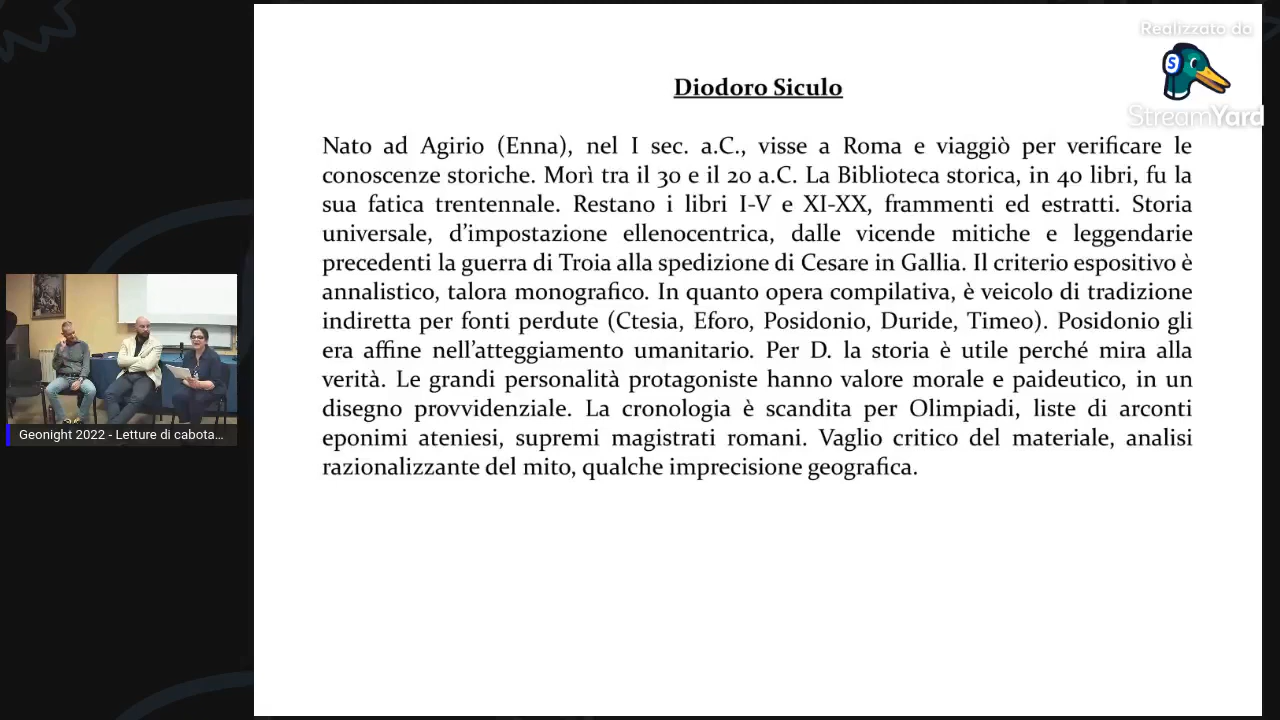 Realizzato da
StreamYard
Diodoro Siculo
Nato ad Agirio (Enna), nel I sec. a.C., visse a Roma e viaggiò per verificare le
conoscenze storiche. Morì tra il 30 e il 20 a.C. La Biblioteca storica, in 40 libri, fu la
sua fatica trentennale. Restano i libri I-V e XI-XX, frammenti ed estratti. Storia
universale, d’impostazione ellenocentrica, dalle vicende mitiche e leggendarie
precedenti la guerra di Troia alla spedizione di Cesare in Gallia. Il criterio espositivo è
annalistico, talora monografico. In quanto opera compilativa, è veicolo di tradizione
indiretta per fonti perdute (Ctesia, Eforo, Posidonio, Duride, Timeo). Posidonio gli
era affine nell’atteggiamento umanitario. Per D. la storia è utile perché mira alla
verità. Le grandi personalità protagoniste hanno valore morale e paideutico, in un
disegno provvidenziale. La cronologia è scandita per Olimpiadi, liste di arconti
eponimi ateniesi, supremi magistrati romani. Vaglio critico del materiale, analisi
razionalizzante del mito, qualche imprecisione geografica.
Geonight 2022 - Letture di cabota...